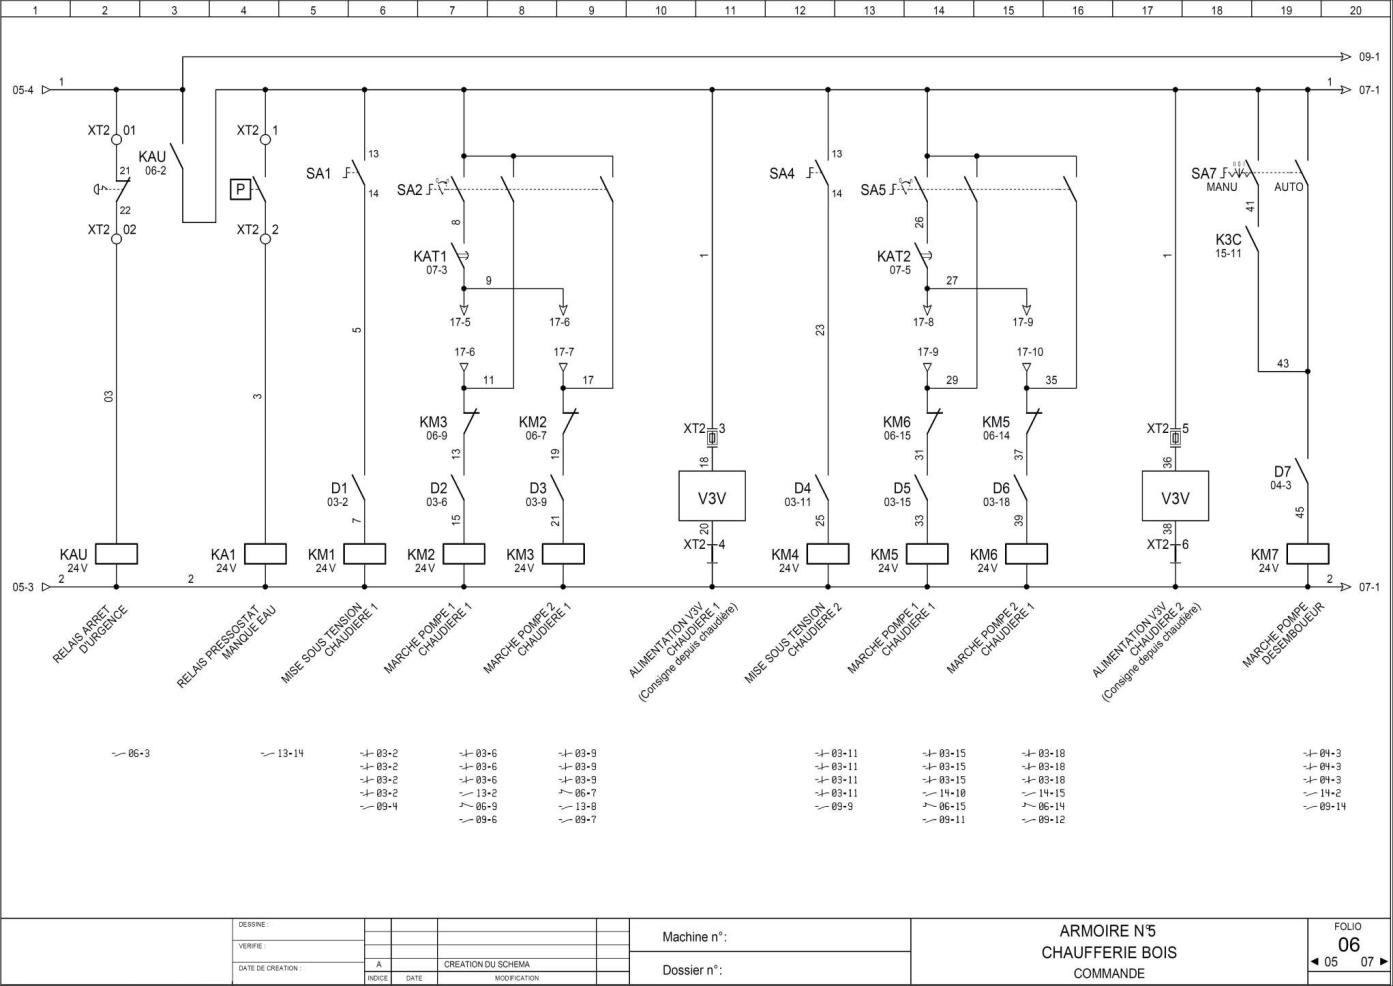 1 2 3 4 5 6 7 8 9 10 11 12 13 14 15 16 17 18 19 20
09-1
05-4 1 1 07-1
XT2 01 XT2 1
KAU
06-2
21
22
P
XT2 02 XT2 2
SA1 13
14
SA2
SA4 13
14
SA5
SA7
MANU AUTO
8 26 41
KAT1
07-3
KAT2
07-5
K3C
15-11
1 1
9 27
17-5 17-6 17-8 17-9
5 23
17-6 17-7 17-9 17-10
43
11 17 29 35
03 3
KM3
06-9
KM2
06-7
KM6
06-15
KM5
06-14
XT2 3 XT2 5
13 19 18 31 37 36
D1
03-2
D2
03-6
D3
03-9
V3V
D4
03-11
D5
03-15
D6
03-18
V3V
D7
04-3
7 15 21 20 25 33 39 38 45
XT2 4 XT2 6
KAU
24V
KA1
24V
KM1
24V
KM2
24V
KM3
24V
KM4
24V
KM5
24V
KM6
24V
KM7
24V
05-3 2 2 2 07-1
RELAIS ARRET
D'URGENCE
RELAIS PRESSOSTAT
MANQUE EAU
MISE SOUS TENSION
CHAUDIERE 1
MARCHE POMPE 1
CHAUDIERE 1
MARCHE POMPE 2
CHAUDIERE 1
ALIMENTATION V3V
CHAUDIERE 1
(Consigne depuis chaudière)
MISE SOUS TENSION
CHAUDIERE 2
MARCHE POMPE 1
CHAUDIERE 1
MARCHE POMPE 2
CHAUDIERE 1
ALIMENTATION V3V
CHAUDIERE 2
(Consigne depuis chaudière)
MARCHE POMPE
DESEMBOUEUR
06-3 13-14 03-2 03-6 03-9 03-11 03-15 03-18 04-3
03-2 03-6 03-9 03-11 03-15 03-18 04-3
03-2 03-6 03-9 03-11 03-15 03-18 04-3
03-2 13-2 06-7 03-11 14-10 14-15 14-2
09-4 06-9 13-8 09-9 06-15 06-14 09-14
09-6 09-7 09-11 09-12
DESSINE :
VERIFIE :
DATE DE CREATION :
A CREATION DU SCHEMA
INDICE DATE MODIFICATION
Machine n°:
Dossier n°:
ARMOIRE N°5
CHAUFFERIE BOIS
COMMANDE
FOLIO
06
05 07